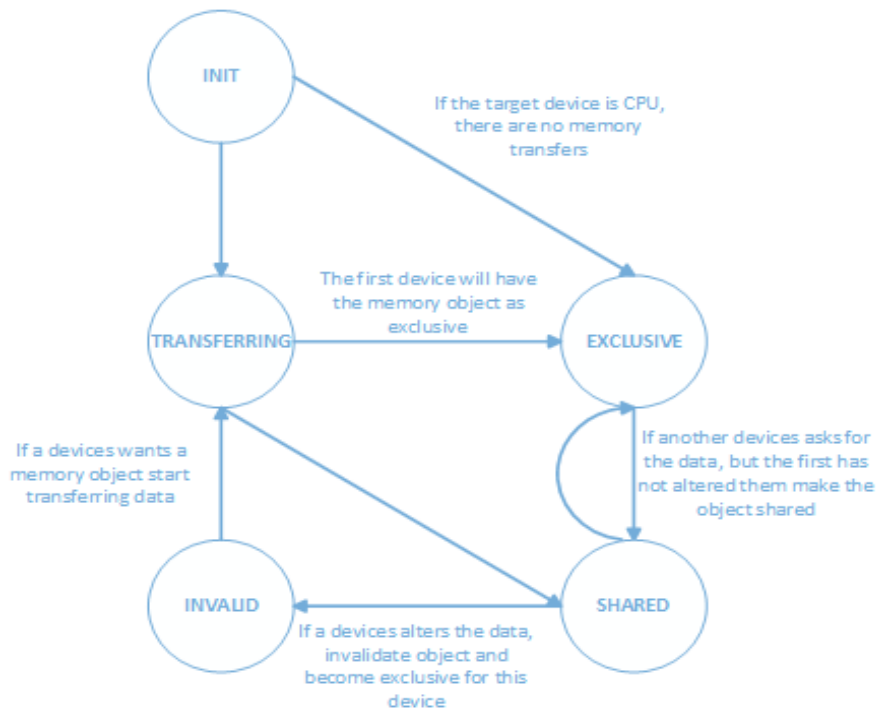 INIT
If the target device is CPU,
there are no memory
transfers
The first device will have
the memory object as
exclusive
TRANSFERRING
EXCLUSIVE
If a devices wants a
memory object start
transferring data
If another devices asks for
the data, but the first has
not altered them make the
object shared
INVALID
SHARED
If a devices alters the data,
invalidate object and
become exclusive for this
device